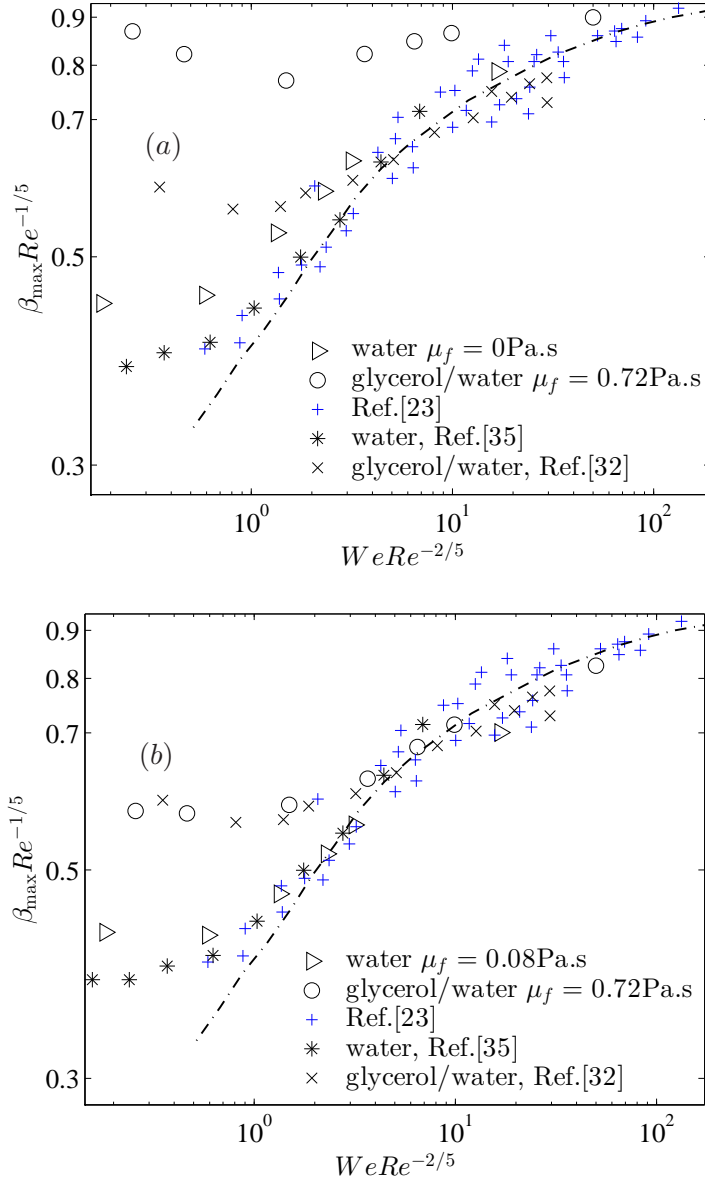 0.9
0.8
0.7
0.5
0.3
β_max Re^{-1/5}
(a)
water μ_f = 0Pa.s
glycerol/water μ_f = 0.72Pa.s
Ref.[23]
water, Ref.[35]
glycerol/water, Ref.[32]
10^0
10^1
10^2
WeRe^{-2/5}
0.9
0.8
0.7
0.5
0.3
β_max Re^{-1/5}
(b)
water μ_f = 0.08Pa.s
glycerol/water μ_f = 0.72Pa.s
Ref.[23]
water, Ref.[35]
glycerol/water, Ref.[32]
10^0
10^1
10^2
WeRe^{-2/5}